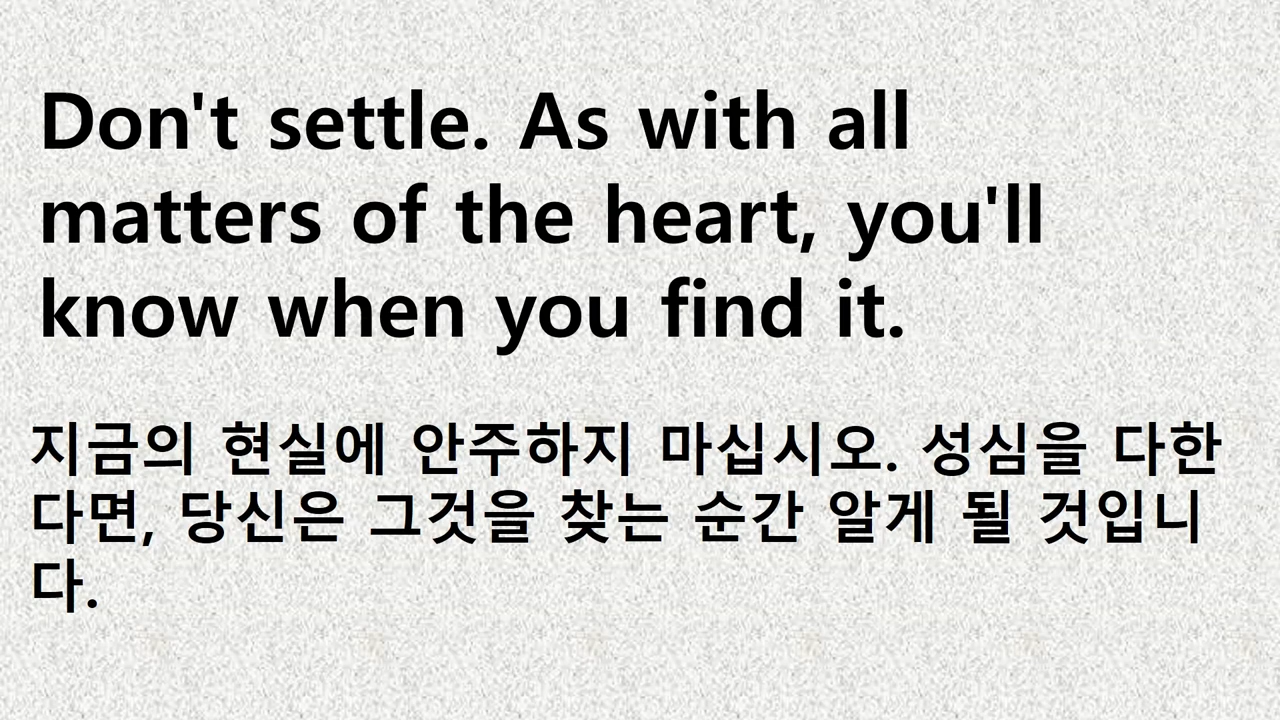 Don't settle. As with all
matters of the heart, you'll
know when you find it.
지금의 현실에 안주하지 마십시오. 성심을 다한
다면, 당신은 그것을 찾는 순간 알게 될 것입니
다.